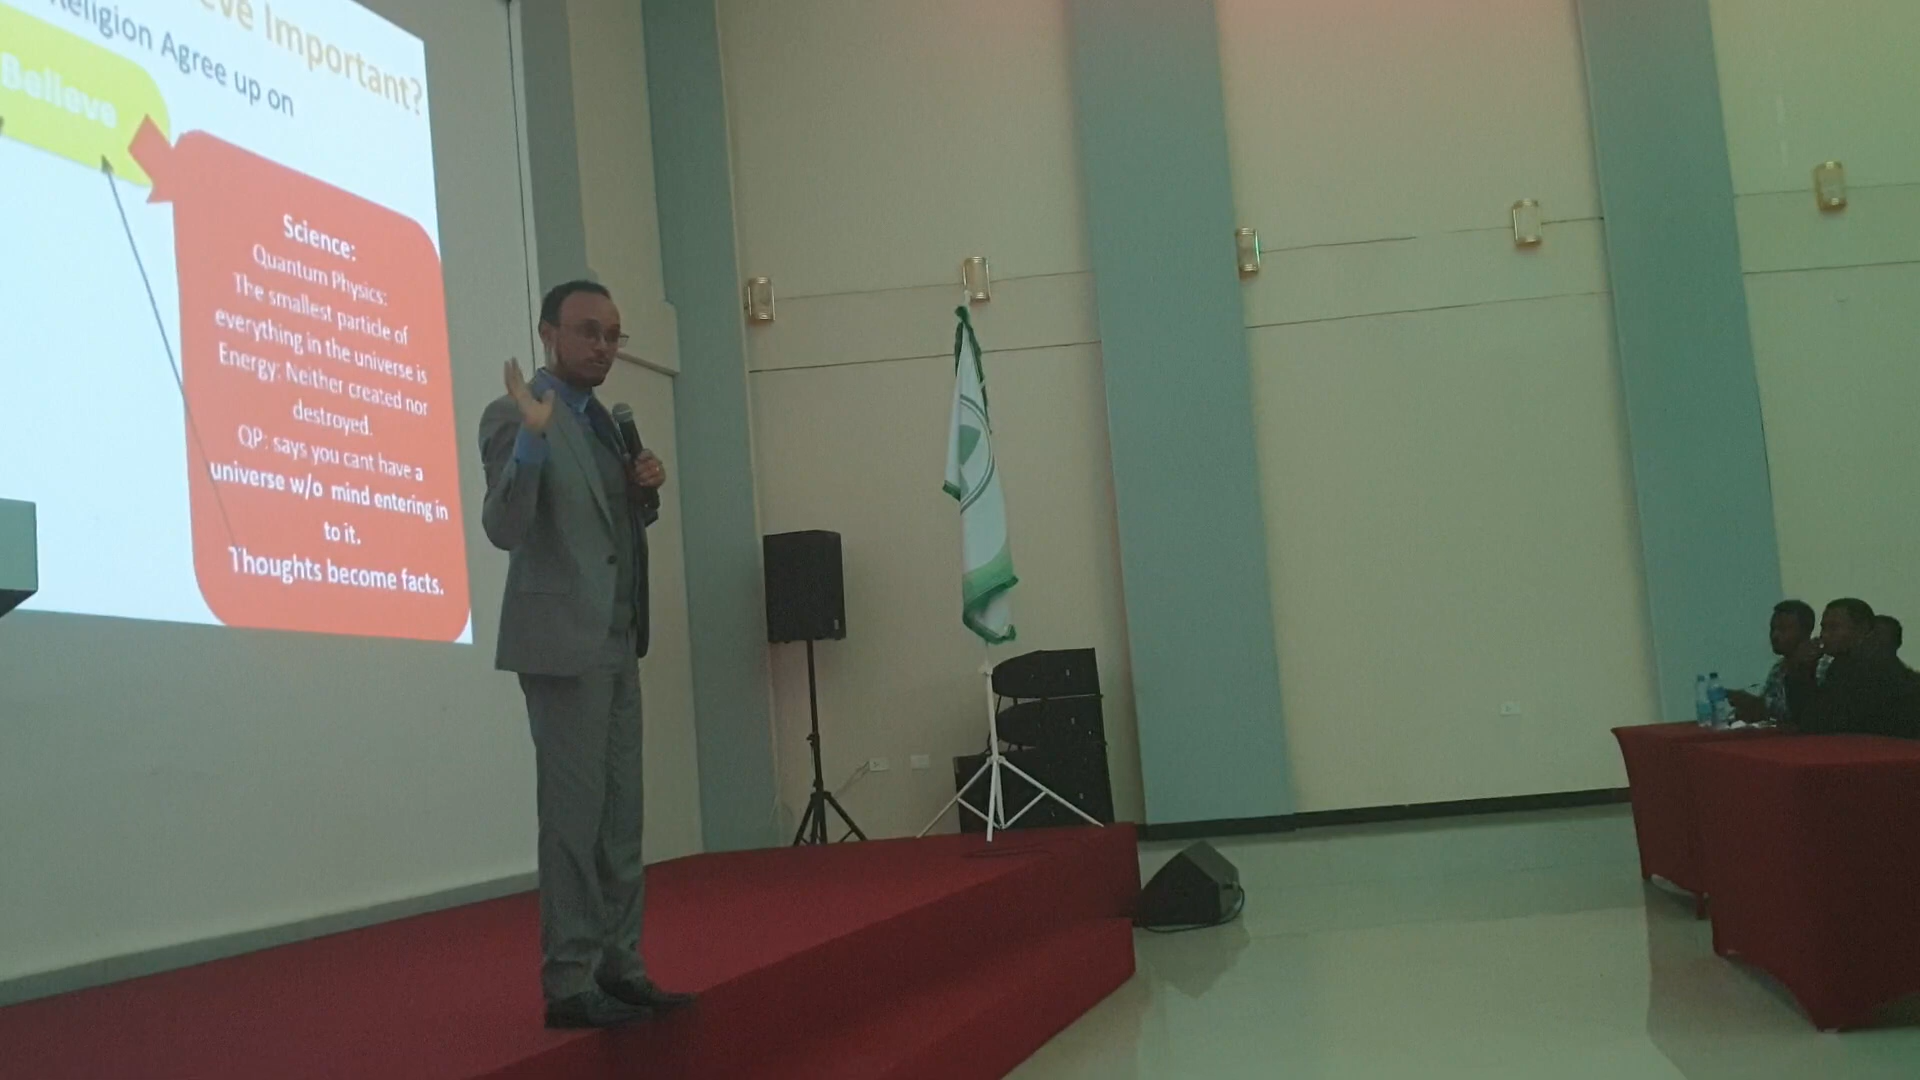 eve Important?
Religion Agree up on
Believe
Science:
Quantum Physics:
The smallest particle of
everything in the universe is
Energy: Neither created nor
destroyed.
QP: says you cant have a
universe w/o mind entering in
to it.
Thoughts become facts.